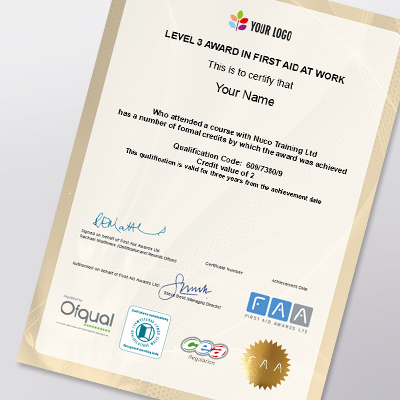 YOUR LOGO
LEVEL 3 AWARD IN FIRST AID AT WORK
This is to certify that
Your Name
Who attended a course with Nuco Training Ltd
has a number of formal credits by which the award was achieved
Qualification Code: 609/7380/9
Credit value of 2
This qualification is valid for three years from the achievement date
Signed on behalf of First Aid Awards Ltd
Rachael Matthews (Certification and Records Officer)
Certificate Number
Achievement Date
Authorised on behalf of First Aid Awards Ltd
(Managing Director)
FAA
FIRST AID AWARDS LTD
Regulated by
Ofqual
cea
Regulation
FAA